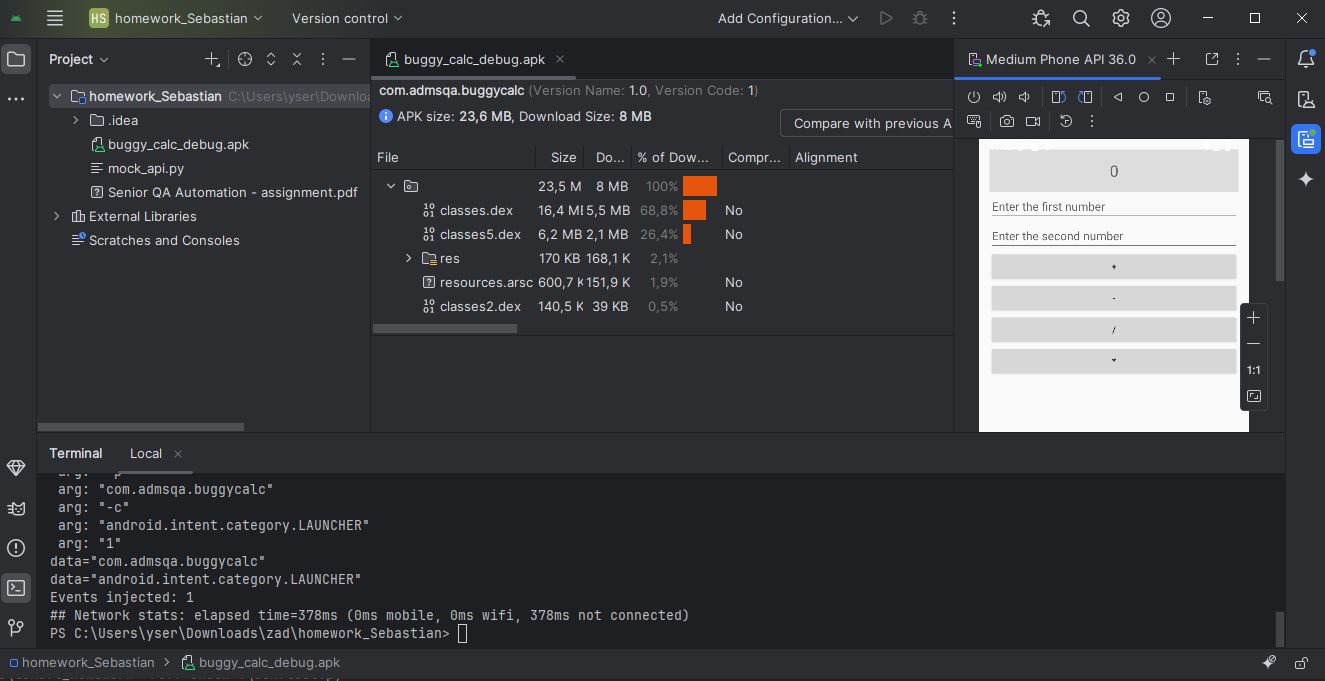 HS homework_Sebastian Version control Add Configuration...
Project
homework_Sebastian C:\Users\yser\Downloa
.idea
buggy_calc_debug.apk
mock_api.py
Senior QA Automation - assignment.pdf
External Libraries
Scratches and Consoles
buggy_calc_debug.apk
com.admsqa.buggycalc (Version Name: 1.0, Version Code: 1)
APK size: 23,6 MB, Download Size: 8 MB
Compare with previous A
File Size Do... % of Dow... Compr... Alignment
23,5 M 8 MB 100%
classes.dex 16,4 MB 5,5 MB 68,8% No
classes5.dex 6,2 MB 2,1 MB 26,4% No
res 170 KB 168,1 K 2,1%
resources.arsc 600,7 K 151,9 K 1,9% No
classes2.dex 140,5 K 39 KB 0,5% No
Medium Phone API 36.0
0
Enter the first number
Enter the second number
+
-
/
*
1:1
Terminal Local
arg: "-p"
arg: "com.admsqa.buggycalc"
arg: "-c"
arg: "android.intent.category.LAUNCHER"
arg: "1"
data="com.admsqa.buggycalc"
data="android.intent.category.LAUNCHER"
Events injected: 1
## Network stats: elapsed time=378ms (0ms mobile, 0ms wifi, 378ms not connected)
PS C:\Users\yser\Downloads\zad\homework_Sebastian>
homework_Sebastian > buggy_calc_debug.apk